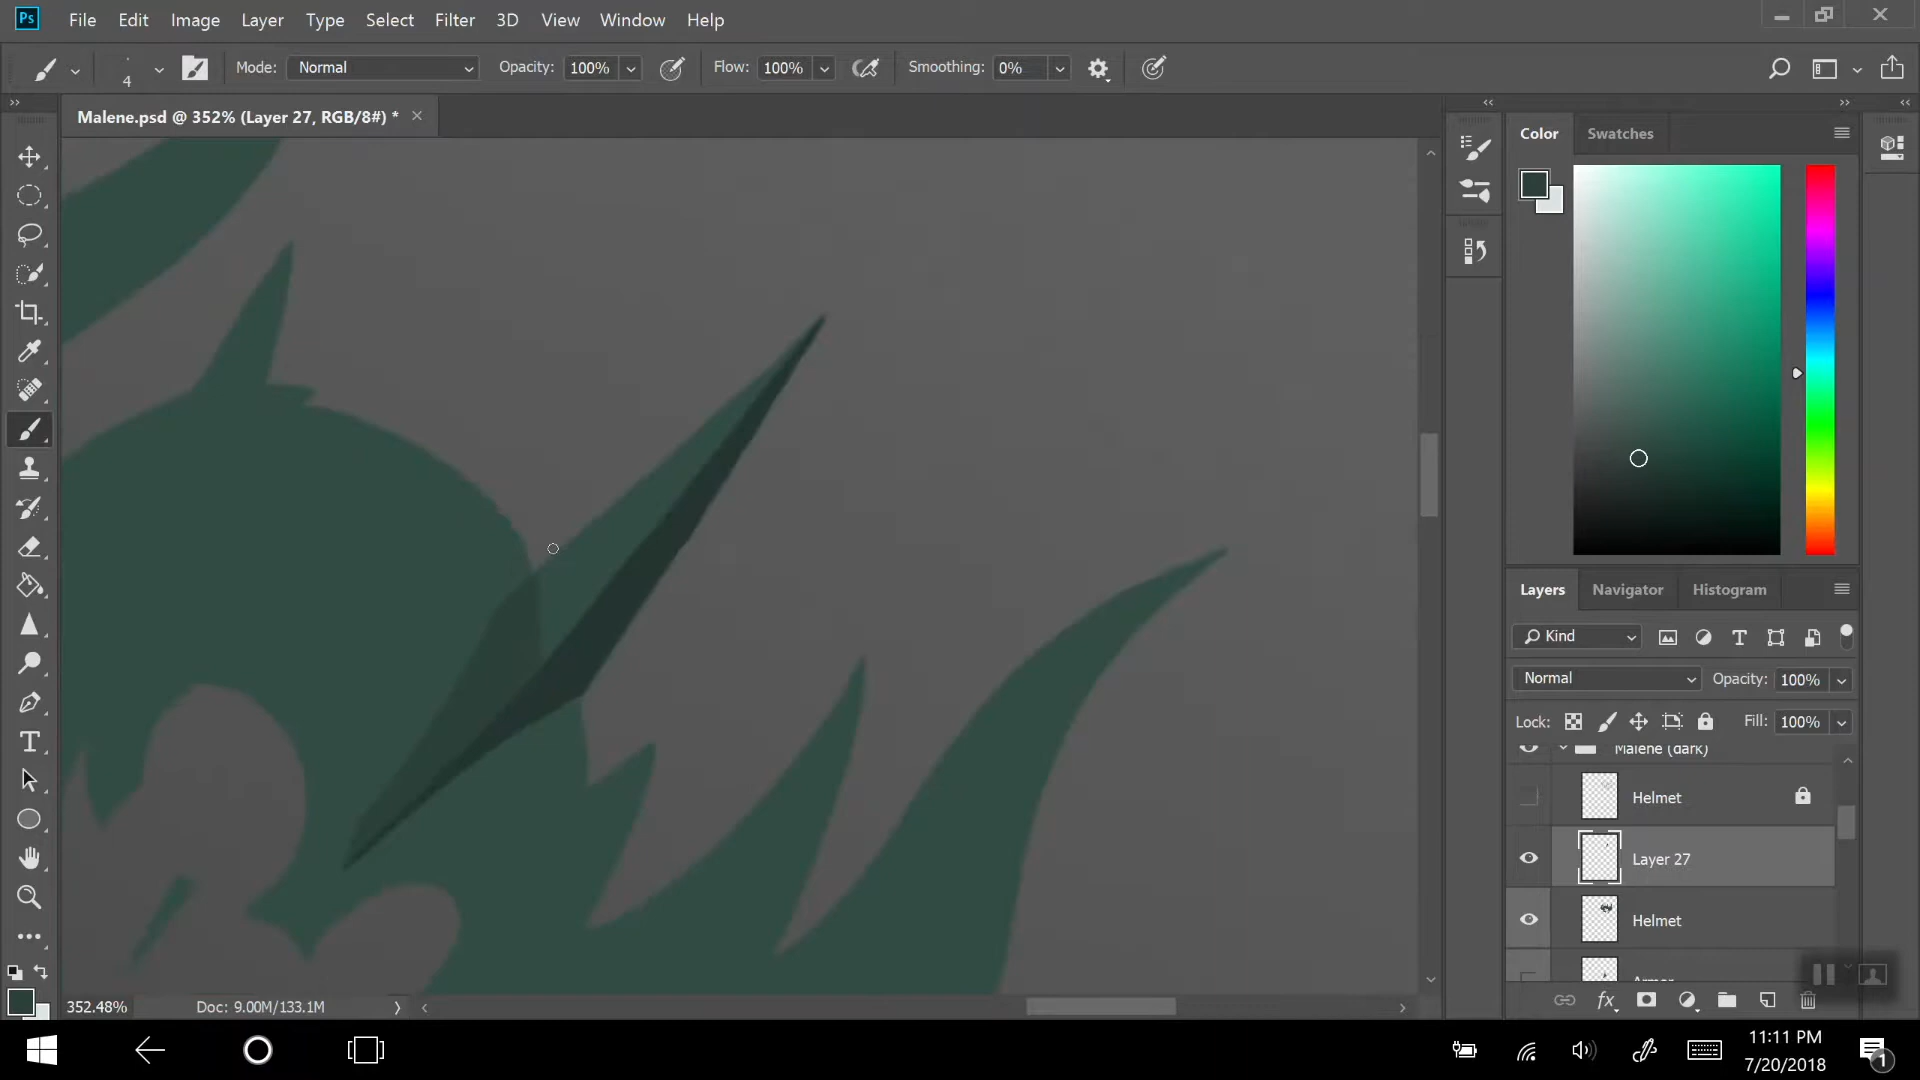 Ps File Edit Image Layer Type Select Filter 3D View Window Help
4 Mode: Normal Opacity: 100% Flow: 100% Smoothing: 0%
Malene.psd @ 352% (Layer 27, RGB/8#) *
Color Swatches
Layers Navigator Histogram
Kind
Normal Opacity: 100%
Lock: Fill: 100%
Malene (dark)
Helmet
Layer 27
Helmet
Armor
352.48% Doc: 9.00M/133.1M
fx
11:11 PM
7/20/2018
1